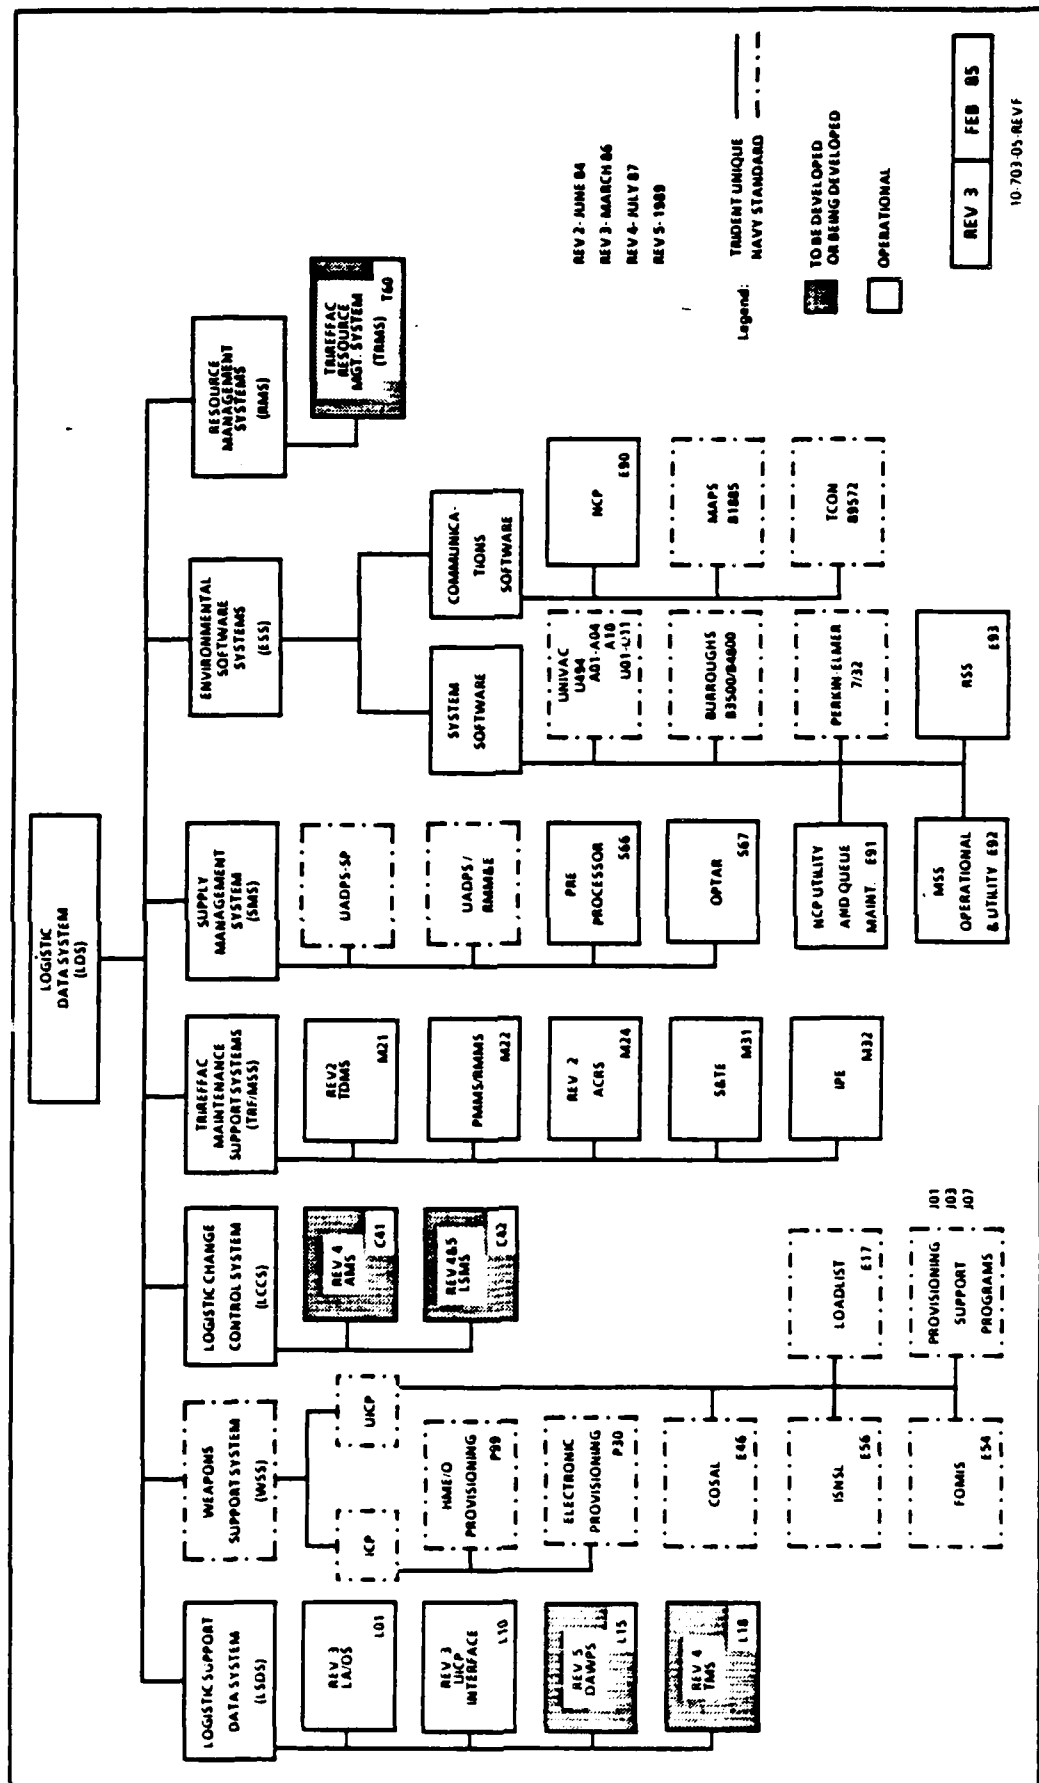 LOGISTIC
DATA SYSTEM
(LDS)
LOGISTIC SUPPORT
DATA SYSTEM
(LSDS)
REV 3
LA/OS
L01
REV 3
UICP
INTERFACE
L10
REV 5
DAWPS
L15
REV 4
TMS
L18
WEAPONS
SUPPORT SYSTEM
(WSS)
ICP
UICP
HME/O
PROVISIONING
P99
ELECTRONIC
PROVISIONING
P30
COSAL
E46
ISNSL
E56
FOMIS
E54
LOADLIST
E17
PROVISIONING
SUPPORT
PROGRAMS
J01
J03
J07
LOGISTIC CHANGE
CONTROL SYSTEM
(LCCS)
REV 4
AMS
C41
REV 4&5
LSMS
C42
TRIREFFAC
MAINTENANCE
SUPPORT SYSTEMS
(TRF/MSS)
REV2
TDMS
M21
PMMS/RMMS
M22
REV 2
ACRS
M24
S&TE
M31
IPE
M32
SUPPLY
MANAGEMENT
SYSTEM
(SMS)
UADPS-SP
UADPS/
RMM&E
PRE
PROCESSOR
S66
OPTAR
S67
ENVIRONMENTAL
SOFTWARE
SYSTEMS
(ESS)
SYSTEM
SOFTWARE
UNIVAC
U494
A01-A04
A10
U01-U11
BURROUGHS
B3500/B4800
PERKIN-ELMER
7/32
NCP UTILITY
AND QUEUE
MAINT. E91
MSS
OPERATIONAL
& UTILITY E92
RSS
E93
COMMUNICA-
TIONS
SOFTWARE
NCP
E90
MAPS
B1885
TCON
B9572
RESOURCE
MANAGEMENT
SYSTEMS
(RMS)
TRIREFFAC
RESOURCE
MGT. SYSTEM
(TRMS) T60
REV 2- JUNE 84
REV 3- MARCH 86
REV 4- JULY 87
REV 5- 1989
Legend:
TRIDENT UNIQUE
NAVY STANDARD
TO BE DEVELOPED
OR BEING DEVELOPED
OPERATIONAL
REV 3 FEB 85
10-703-05-REV F